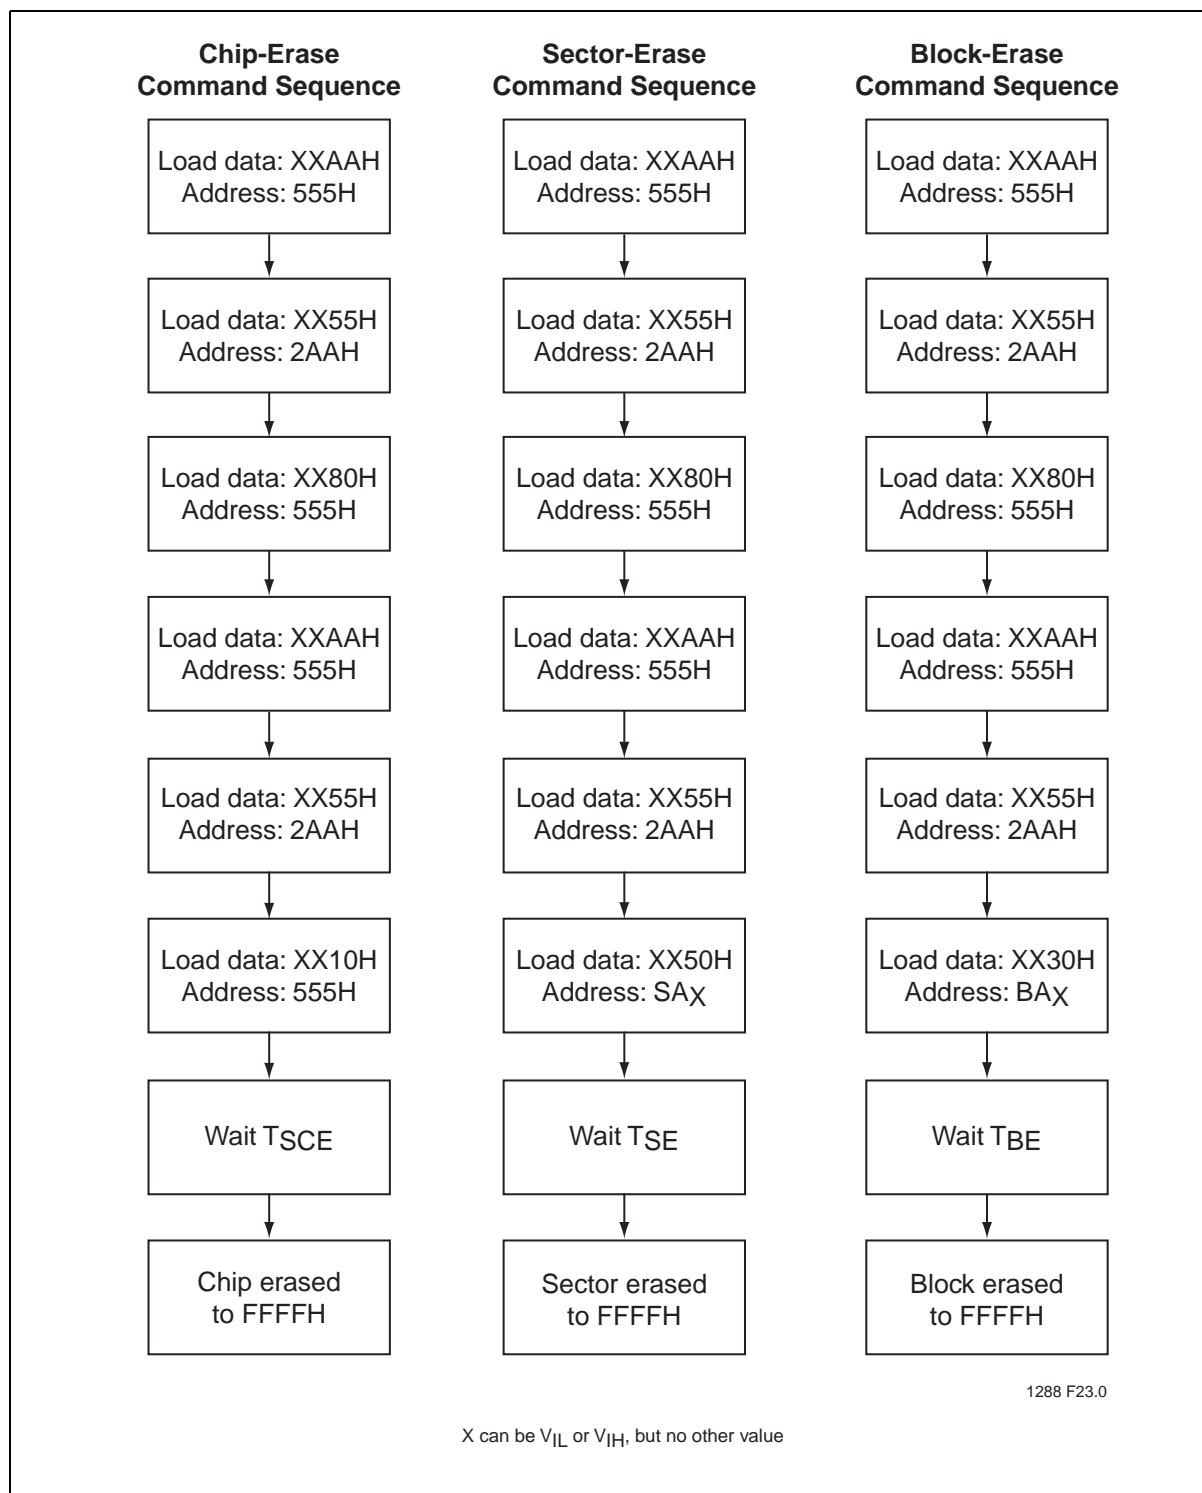 Chip-Erase
Command Sequence
Load data: XXAAH
Address: 555H
Load data: XX55H
Address: 2AAH
Load data: XX80H
Address: 555H
Load data: XXAAH
Address: 555H
Load data: XX55H
Address: 2AAH
Load data: XX10H
Address: 555H
Wait TSCE
Chip erased
to FFFFH
Sector-Erase
Command Sequence
Load data: XXAAH
Address: 555H
Load data: XX55H
Address: 2AAH
Load data: XX80H
Address: 555H
Load data: XXAAH
Address: 555H
Load data: XX55H
Address: 2AAH
Load data: XX50H
Address: SAX
Wait TSE
Sector erased
to FFFFH
Block-Erase
Command Sequence
Load data: XXAAH
Address: 555H
Load data: XX55H
Address: 2AAH
Load data: XX80H
Address: 555H
Load data: XXAAH
Address: 555H
Load data: XX55H
Address: 2AAH
Load data: XX30H
Address: BAX
Wait TBE
Block erased
to FFFFH
1288 F23.0
X can be VIL or VIH, but no other value